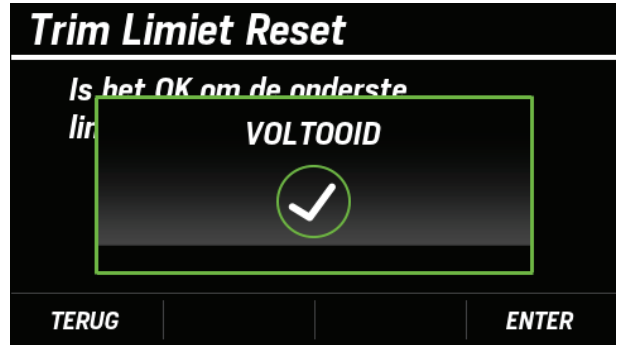 Trim Limiet Reset
Is het OK om de onderste
VOLTOOID
TERUG
ENTER